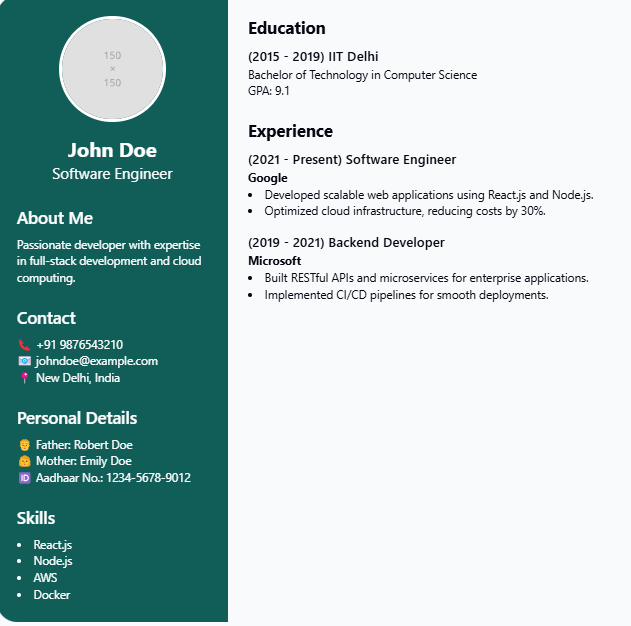 150
×
150
John Doe
Software Engineer
About Me
Passionate developer with expertise
in full-stack development and cloud
computing.
Contact
+91 9876543210
johndoe@example.com
New Delhi, India
Personal Details
Father: Robert Doe
Mother: Emily Doe
🆔 Aadhaar No.: 1234-5678-9012
Skills
• React.js
• Node.js
• AWS
• Docker
Education
(2015 - 2019) IIT Delhi
Bachelor of Technology in Computer Science
GPA: 9.1
Experience
(2021 - Present) Software Engineer
Google
• Developed scalable web applications using React.js and Node.js.
• Optimized cloud infrastructure, reducing costs by 30%.
(2019 - 2021) Backend Developer
Microsoft
• Built RESTful APIs and microservices for enterprise applications.
• Implemented CI/CD pipelines for smooth deployments.